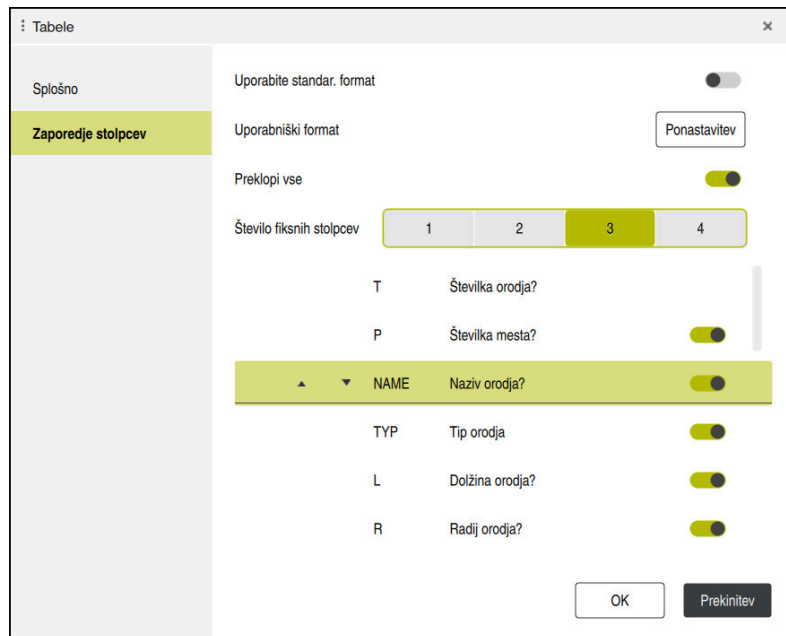 Tabele
Splošno
Zaporedje stolpcev
Uporabite standar. format
Uporabniški format Ponastavitev
Preklopi vse
Število fiksnih stolpcev 1 2 3 4
T Številka orodja?
P Številka mesta?
NAME Naziv orodja?
TYP Tip orodja
L Dolžina orodja?
R Radij orodja?
OK Prekinitev